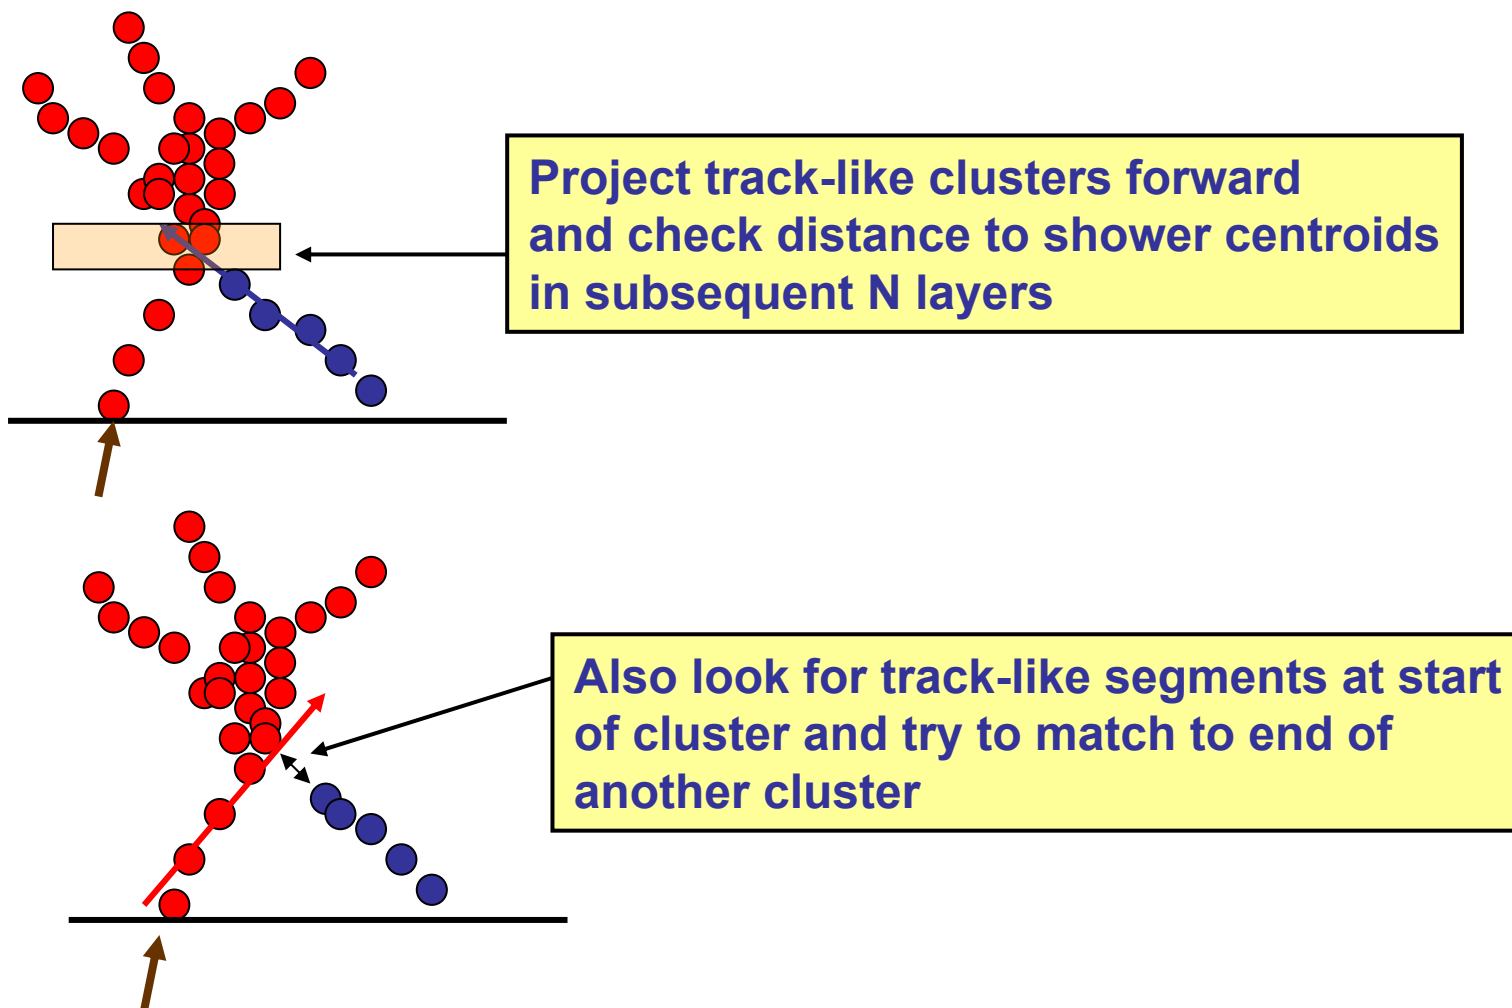 Project track-like clusters forward
and check distance to shower centroids
in subsequent N layers
Also look for track-like segments at start
of cluster and try to match to end of
another cluster